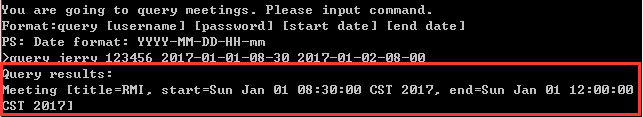 You are going to query meetings. Please input command.
Format:query [username] [password] [start date] [end date]
PS: Date format: YYYY-MM-DD-HH-mm
>query jerry 123456 2017-01-01-08-30 2017-01-02-08-00
Query results:
Meeting [title=RMI, start=Sun Jan 01 08:30:00 CST 2017, end=Sun Jan 01 12:00:00
CST 2017]